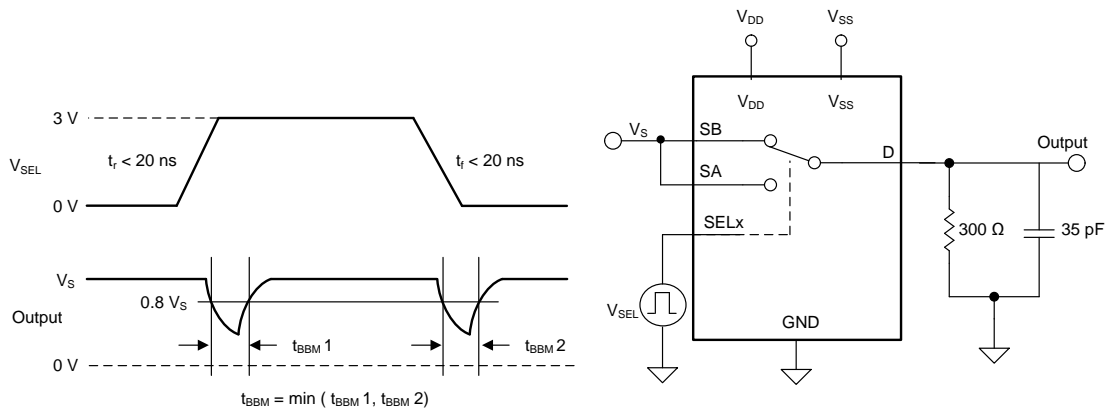 3 V
V_SEL
t_r < 20 ns
t_f < 20 ns
0 V
V_S
0.8 V_S
Output
t_BBM 1
t_BBM 2
0 V
t_BBM = min ( t_BBM 1, t_BBM 2)
V_DD
V_SS
V_DD
V_SS
V_S
SB
SA
SELx
D
Output
300 Ω
35 pF
V_SEL
GND